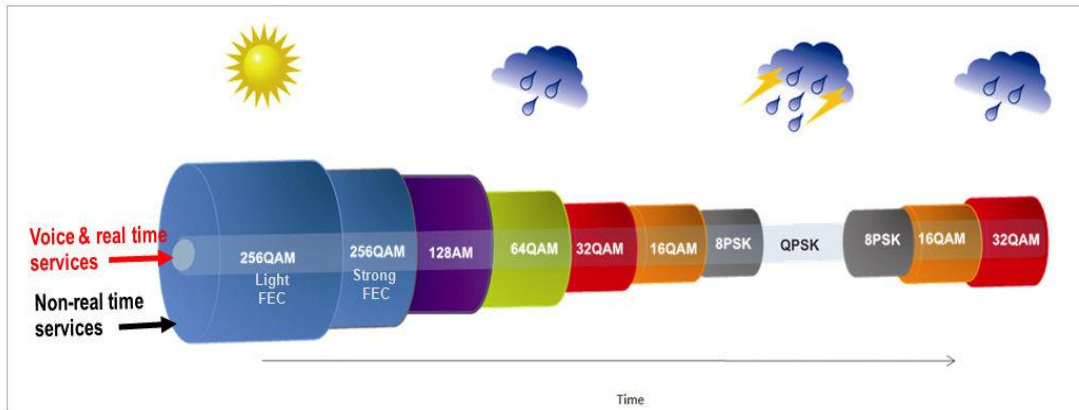 Voice & real time
services
Non-real time
services
256QAM
Light
FEC
256QAM
Strong
FEC
128AM
64QAM
32QAM
16QAM
8PSK
QPSK
8PSK
16QAM
32QAM
Time